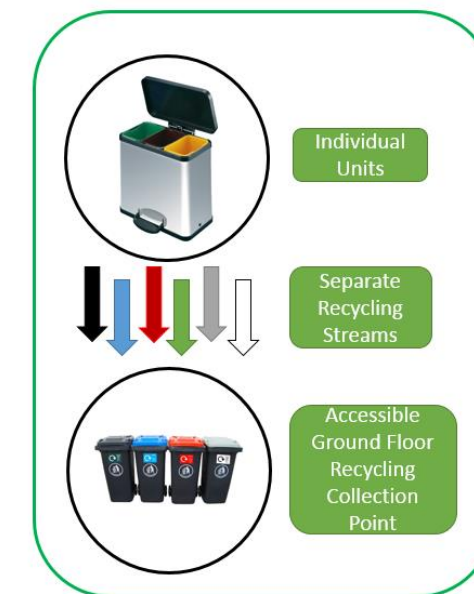 Individual
Units
Separate
Recycling
Streams
Accessible
Ground Floor
Recycling
Collection
Point